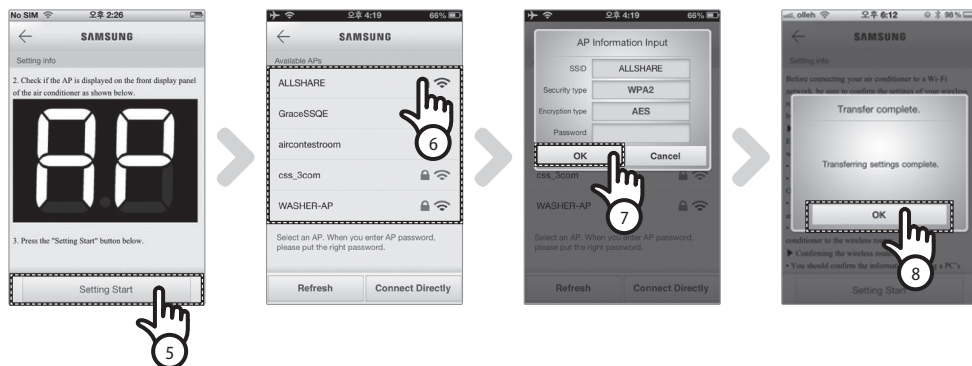 No SIM 오후 2:26
SAMSUNG
Setting info
2. Check if the AP is displayed on the front display panel
of the air conditioner as shown below.
AP
3. Press the "Setting Start" button below.
Setting Start
5
오후 4:19 66%
SAMSUNG
Available APs
ALLSHARE
GraceSSQE
aircontestroom
css_3com
WASHER-AP
6
Select an AP. When you enter AP password,
please put the right password.
Refresh Connect Directly
오후 4:19 66%
SAMSUNG
AP Information Input
SSID ALLSHARE
Security type WPA2
Encryption type AES
Password
OK Cancel
css_3com
WASHER-AP
7
Select an AP. When you enter AP password,
please put the right password.
Refresh Connect Directly
olleh 오후 6:12 98%
SAMSUNG
Setting info
Before connecting your air conditioner to a Wi-Fi
network, be sure to confirm the settings of your wireless
Transfer complete.
Transferring settings complete.
OK
conditioner to the wireless
▶ Confirming the wireless
• You should confirm the a PC's
Setting Start
8